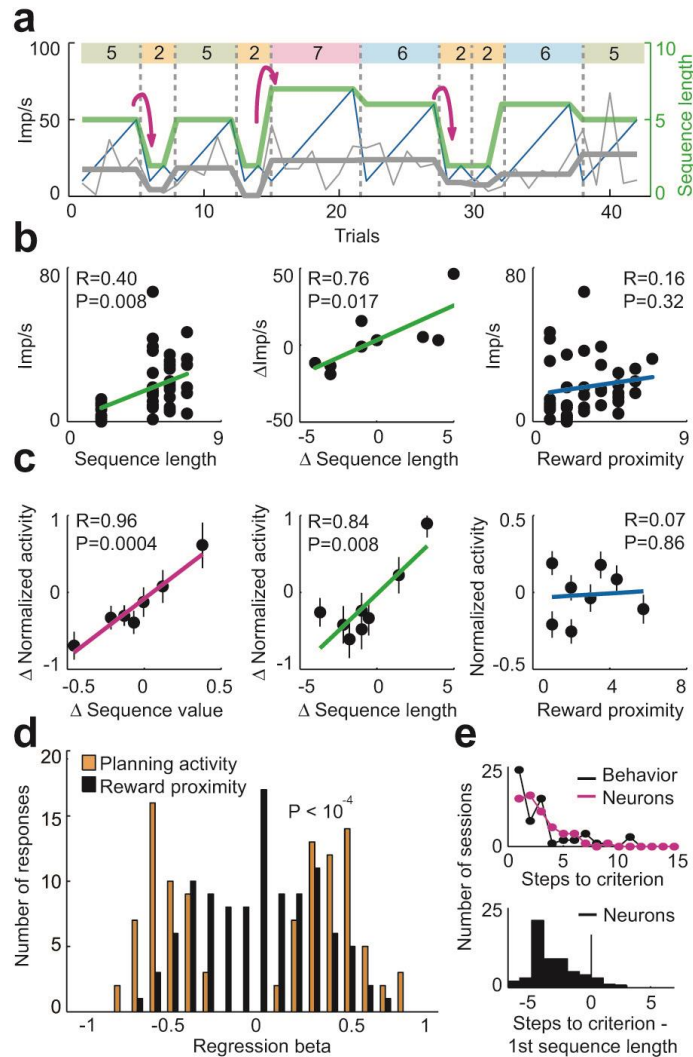 a
5 2 5 2 7 6 2 2 6 5
100
50
0
Imp/s
10
5
0
Sequence length
1 10 20 30 40
Trials
b
R=0.40
P=0.008
80
0
Imp/s
0 9
Sequence length
R=0.76
P=0.017
50
0
-50
ΔImp/s
-5 0 5
Δ Sequence length
R=0.16
P=0.32
80
0
Imp/s
0 9
Reward proximity
c
R=0.96
P=0.0004
1
0
-1
Δ Normalized activity
-0.5 0 0.5
Δ Sequence value
R=0.84
P=0.008
1
0
-1
Δ Normalized activity
-5 0 5
Δ Sequence length
R=0.07
P=0.86
0.5
0
-0.5
Normalized activity
0 4 8
Reward proximity
d
Planning activity
Reward proximity
P < 10⁻⁴
20
15
10
5
0
Number of responses
-1 -0.5 0 0.5 1
Regression beta
e
Behavior
Neurons
25
0
0 5 10 15
Steps to criterion
Number of sessions
Neurons
25
0
-5 0 5
Steps to criterion -
1st sequence length